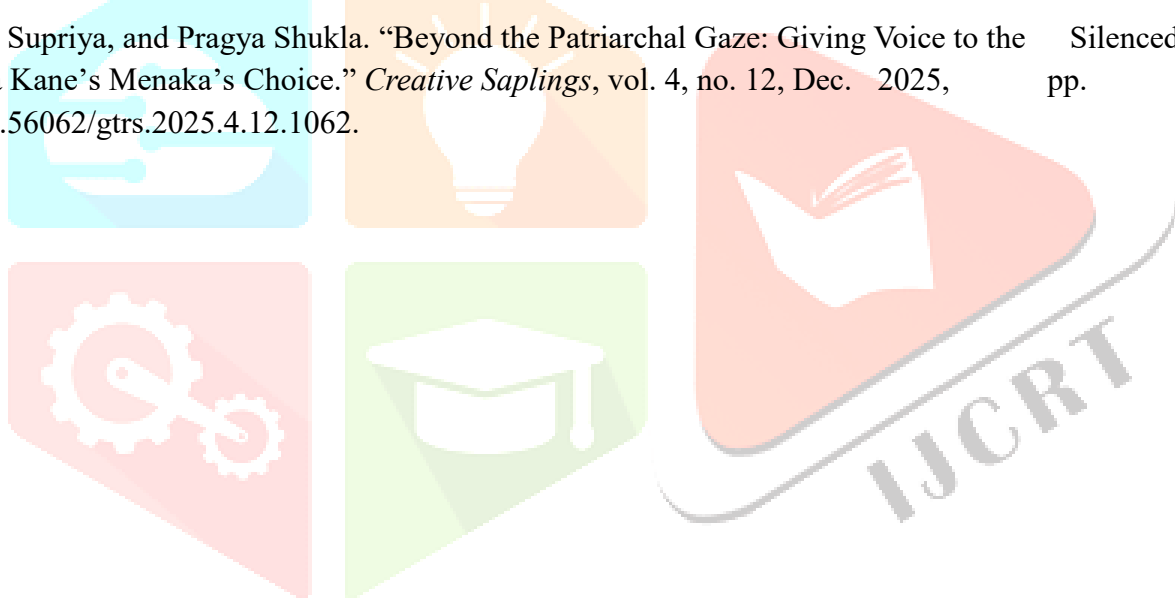 Supriya, and Pragya Shukla. “Beyond the Patriarchal Gaze: Giving Voice to the Silenced
Kane’s Menaka’s Choice.” Creative Saplings, vol. 4, no. 12, Dec. 2025, pp.
.56062/gtrs.2025.4.12.1062.
IJCRT